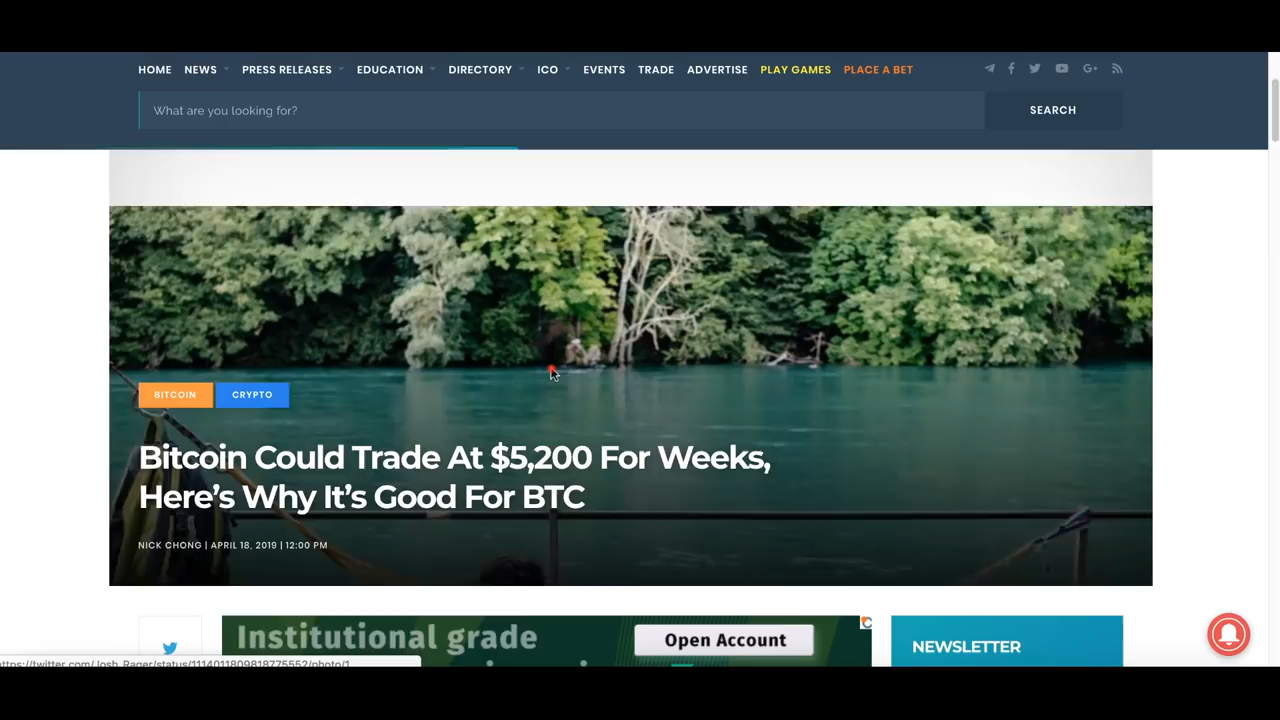 HOME NEWS PRESS RELEASES EDUCATION DIRECTORY ICO EVENTS TRADE ADVERTISE PLAY GAMES PLACE A BET
What are you looking for?
SEARCH
BITCOIN CRYPTO
Bitcoin Could Trade At $5,200 For Weeks,
Here’s Why It’s Good For BTC
NICK CHONG | APRIL 18, 2019 | 12:00 PM
Institutional grade
Open Account
NEWSLETTER